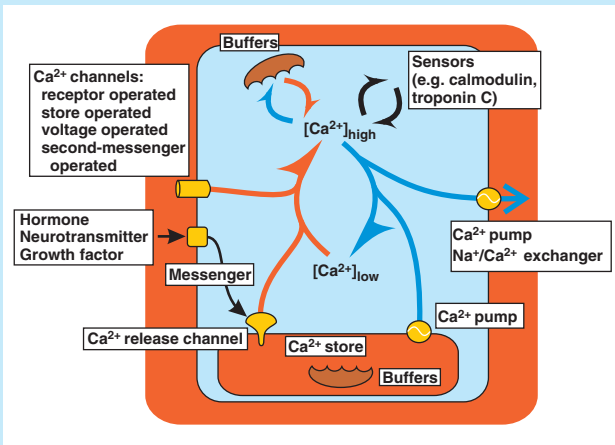 Buffers
Ca²⁺ channels:
receptor operated
store operated
voltage operated
second-messenger
operated
Sensors
(e.g. calmodulin,
troponin C)
[Ca²⁺]high
Hormone
Neurotransmitter
Growth factor
Messenger
[Ca²⁺]low
Ca²⁺ pump
Na⁺/Ca²⁺ exchanger
Ca²⁺ release channel
Ca²⁺ store
Ca²⁺ pump
Buffers